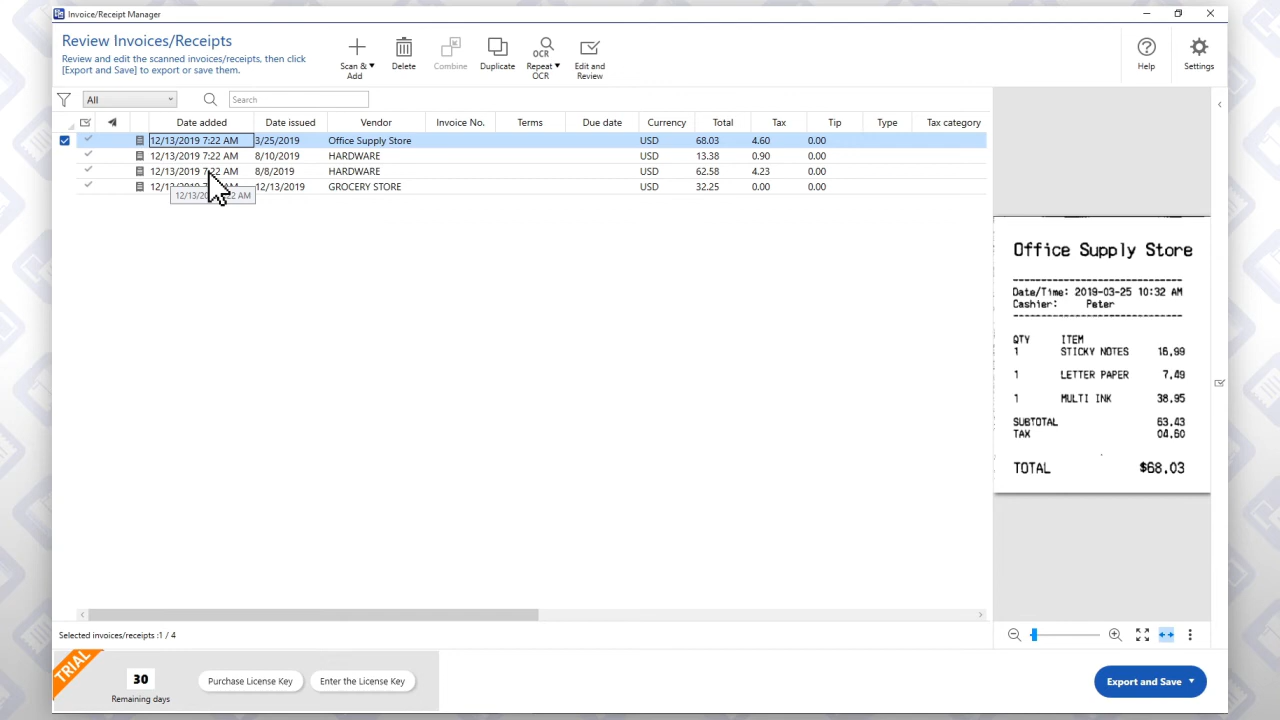 Invoice/Receipt Manager
Review Invoices/Receipts
Review and edit the scanned invoices/receipts, then click
[Export and Save] to export or save them.
Scan & Add
Delete
Combine
Duplicate
OCR
Repeat OCR
Edit and Review
Help
Settings
All
Search
Date added Date issued Vendor Invoice No. Terms Due date Currency Total Tax Tip Type Tax category
12/13/2019 7:22 AM 3/25/2019 Office Supply Store USD 68.03 4.60 0.00
12/13/2019 7:22 AM 8/10/2019 HARDWARE USD 13.38 0.90 0.00
12/13/2019 7:22 AM 8/8/2019 HARDWARE USD 62.58 4.23 0.00
12/13/2019 AM 12/13/2019 GROCERY STORE USD 32.25 0.00 0.00
AM
Office Supply Store
Date/Time: 2019-03-25 10:32 AM
Cashier: Peter
QTY ITEM
1 STICKY NOTES 16.99
1 LETTER PAPER 7.49
1 MULTI INK 38.95
SUBTOTAL 63.43
TAX 04.60
TOTAL $68.03
Selected invoices/receipts :1 / 4
TRIAL
30
Remaining days
Purchase License Key
Enter the License Key
Export and Save